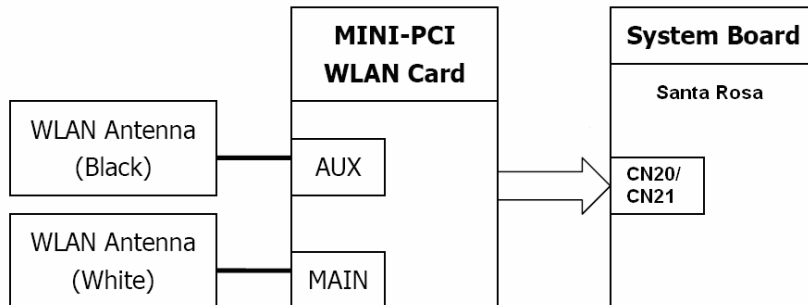 MINI-PCI
WLAN Card
System Board
Santa Rosa
WLAN Antenna
(Black)
AUX
CN20/
CN21
WLAN Antenna
(White)
MAIN